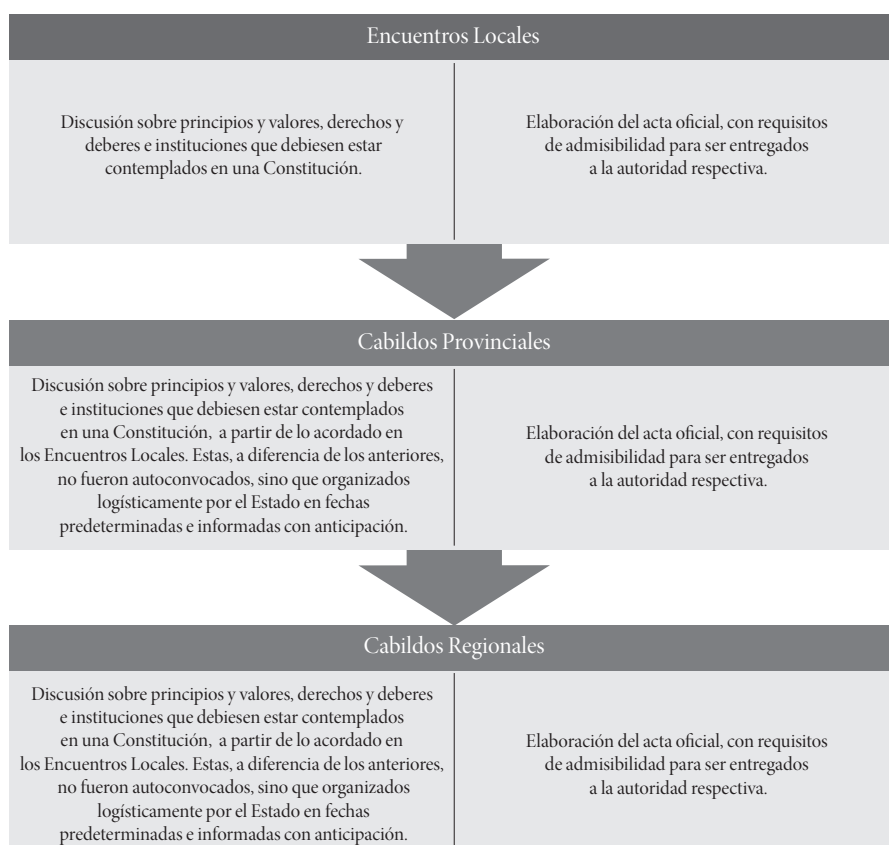 Encuentros Locales
Discusión sobre principios y valores, derechos y
deberes e instituciones que debiesen estar
contemplados en una Constitución.
Elaboración del acta oficial, con requisitos
de admisibilidad para ser entregados
a la autoridad respectiva.
Cabildos Provinciales
Discusión sobre principios y valores, derechos y deberes
e instituciones que debiesen estar contemplados
en una Constitución, a partir de lo acordado en
los Encuentros Locales. Estas, a diferencia de los anteriores,
no fueron autoconvocados, sino que organizados
logísticamente por el Estado en fechas
predeterminadas e informadas con anticipación.
Elaboración del acta oficial, con requisitos
de admisibilidad para ser entregados
a la autoridad respectiva.
Cabildos Regionales
Discusión sobre principios y valores, derechos y deberes
e instituciones que debiesen estar contemplados
en una Constitución, a partir de lo acordado en
los Encuentros Locales. Estas, a diferencia de los anteriores,
no fueron autoconvocados, sino que organizados
logísticamente por el Estado en fechas
predeterminadas e informadas con anticipación.
Elaboración del acta oficial, con requisitos
de admisibilidad para ser entregados
a la autoridad respectiva.